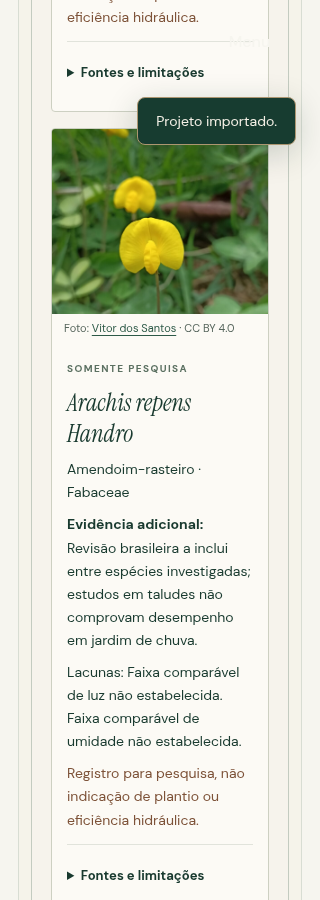 eficiência hidráulica.
▶ Fontes e limitações
Projeto importado.
Foto: Vitor dos Santos · CC BY 4.0
SOMENTE PESQUISA
Arachis repens
Handro
Amendoim-rasteiro ·
Fabaceae
Evidência adicional:
Revisão brasileira a inclui
entre espécies investigadas;
estudos em taludes não
comprovam desempenho
em jardim de chuva.
Lacunas: Faixa comparável
de luz não estabelecida.
Faixa comparável de
umidade não estabelecida.
Registro para pesquisa, não
indicação de plantio ou
eficiência hidráulica.
▶ Fontes e limitações